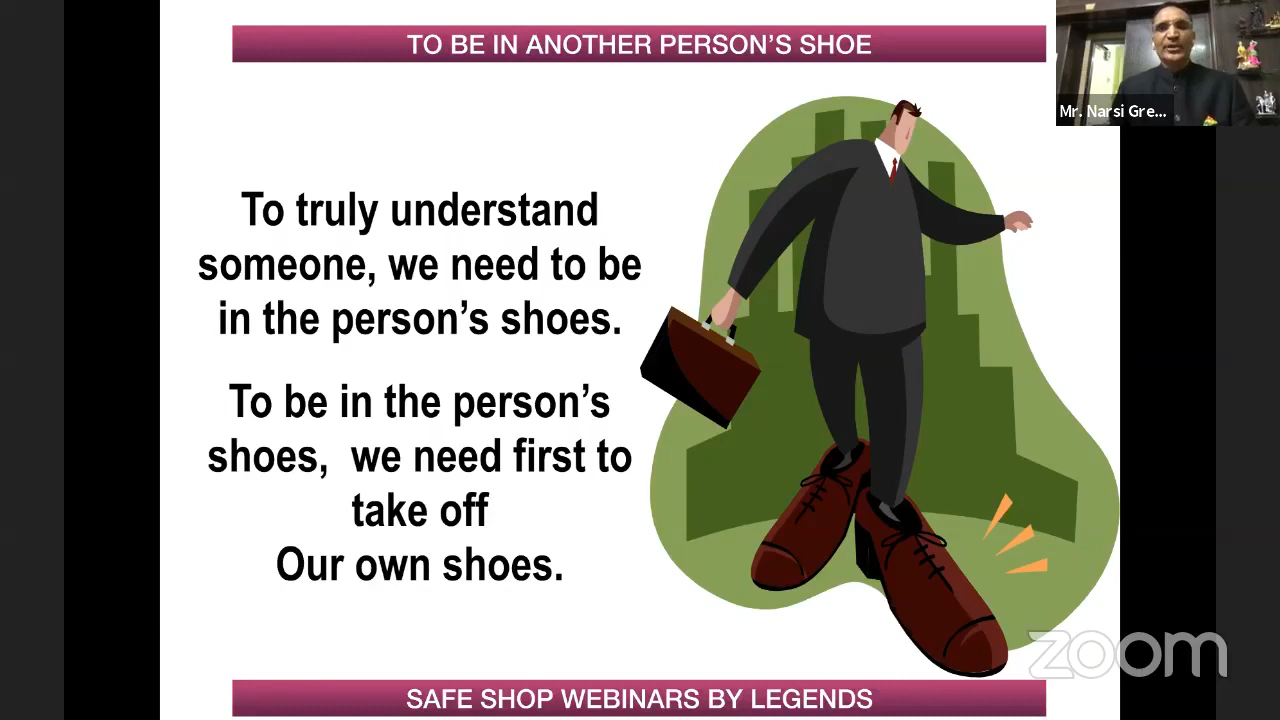 TO BE IN ANOTHER PERSON’S SHOE
Mr. Narsi Gre...
To truly understand
someone, we need to be
in the person’s shoes.
To be in the person’s
shoes,  we need first to
take off
Our own shoes.
zoom
SAFE SHOP WEBINARS BY LEGENDS